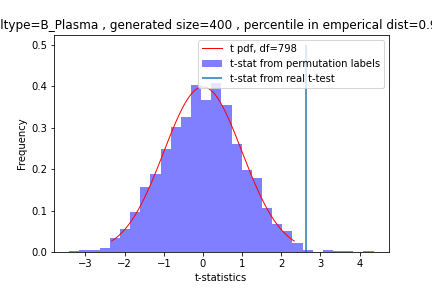 ltype=B_Plasma , generated size=400 , percentile in emperical dist=0.9
0.5
0.4
0.3
0.2
0.1
0.0
Frequency
t pdf, df=798
t-stat from permutation labels
t-stat from real t-test
−3 −2 −1 0 1 2 3 4
t-statistics